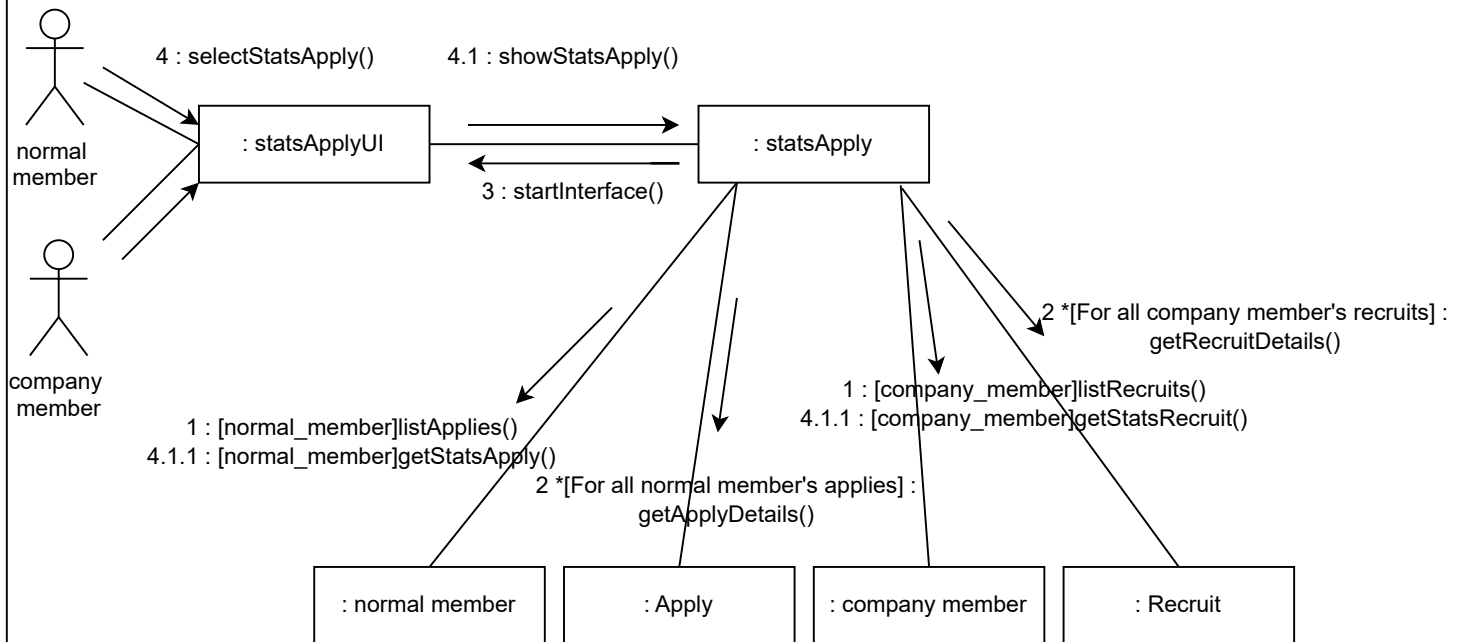 4 : selectStatsApply()
4.1 : showStatsApply()
: statsApplyUI
: statsApply
normal
member
3 : startInterface()
2 *[For all company member's recruits] :
getRecruitDetails()
company
member
1 : [company_member]listRecruits()
4.1.1 : [company_member]getStatsRecruit()
1 : [normal_member]listApplies()
4.1.1 : [normal_member]getStatsApply()
2 *[For all normal member's applies] :
getApplyDetails()
: normal member
: Apply
: company member
: Recruit